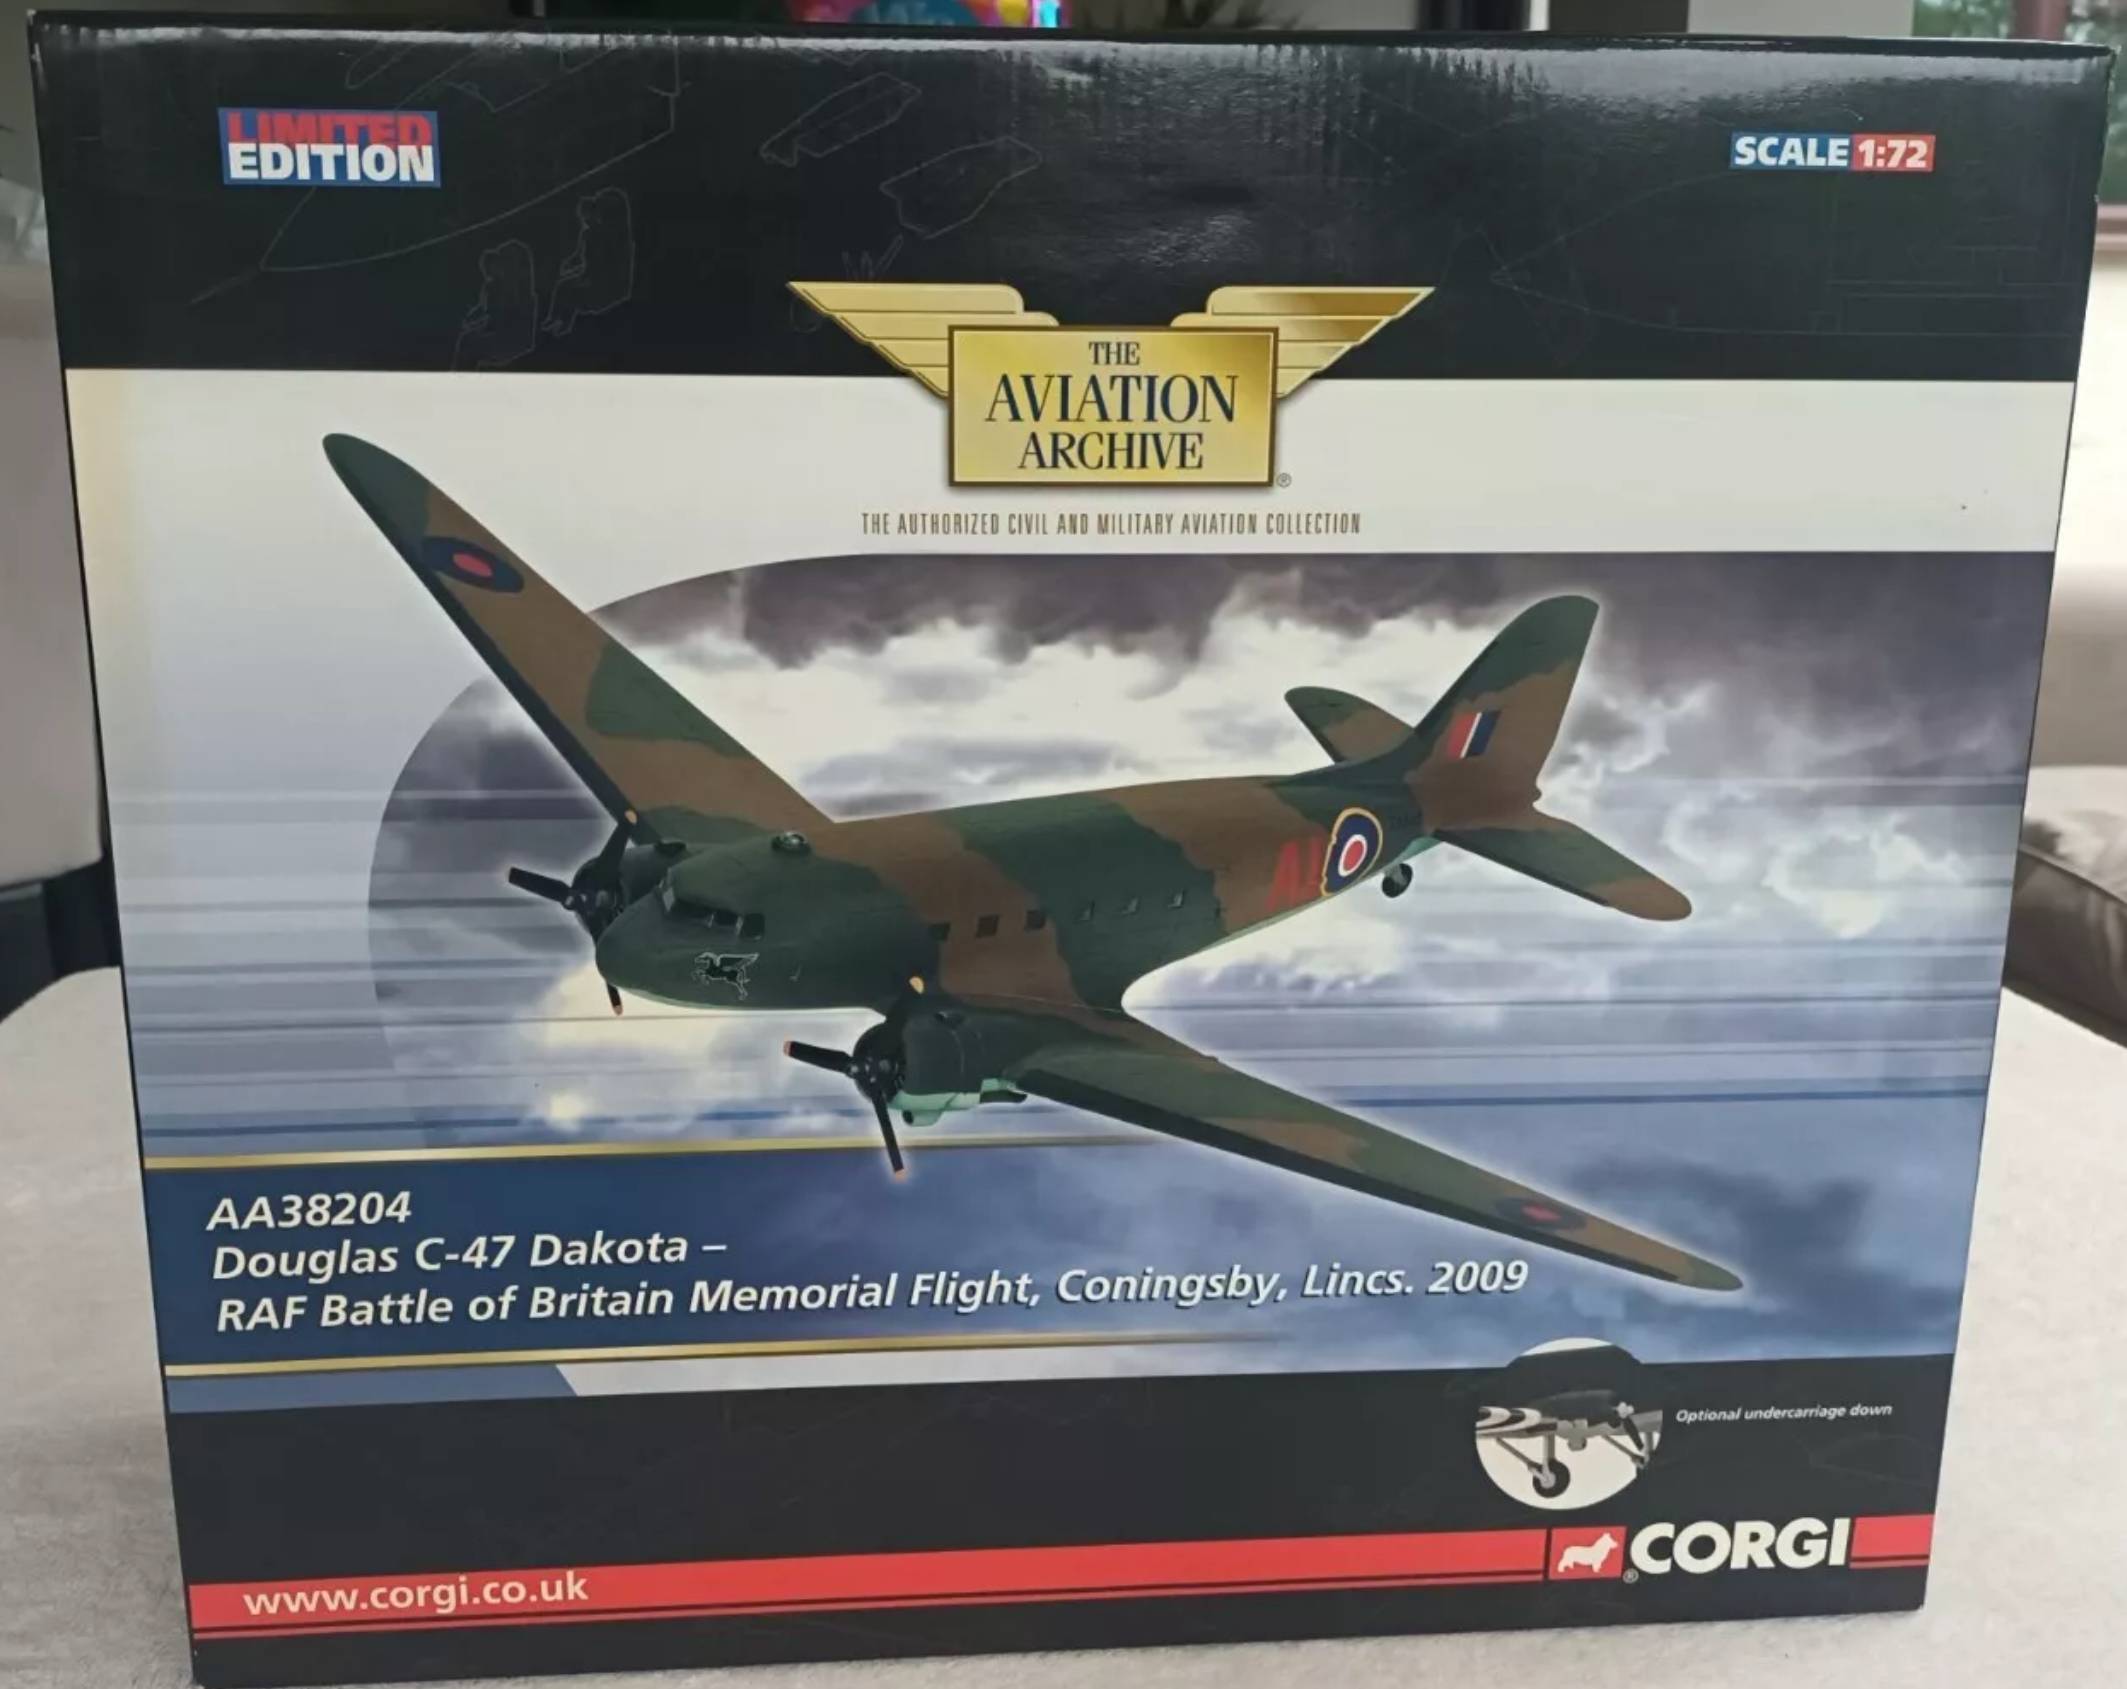 LIMITED
EDITION
SCALE 1:72
THE
AVIATION
ARCHIVE
®
THE AUTHORIZED CIVIL AND MILITARY AVIATION COLLECTION
AA38204
Douglas C-47 Dakota –
RAF Battle of Britain Memorial Flight, Coningsby, Lincs. 2009
Optional undercarriage down
®CORGI
www.corgi.co.uk